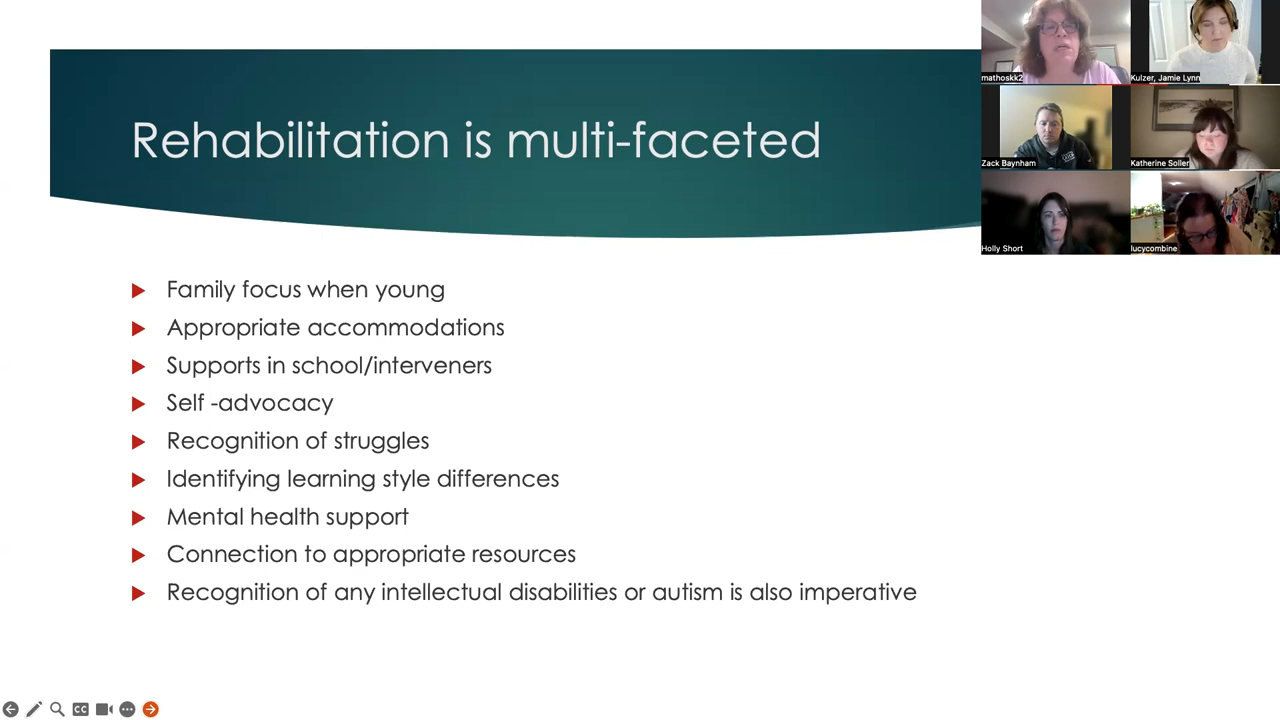 Rehabilitation is multi-faceted
Family focus when young
Appropriate accommodations
Supports in school/interveners
Self -advocacy
Recognition of struggles
Identifying learning style differences
Mental health support
Connection to appropriate resources
Recognition of any intellectual disabilities or autism is also imperative
mathoskk2
Kulzer, Jamie Lynn
Zack Baynham
Katherine Soller
Holly Short
lucycombine
CC